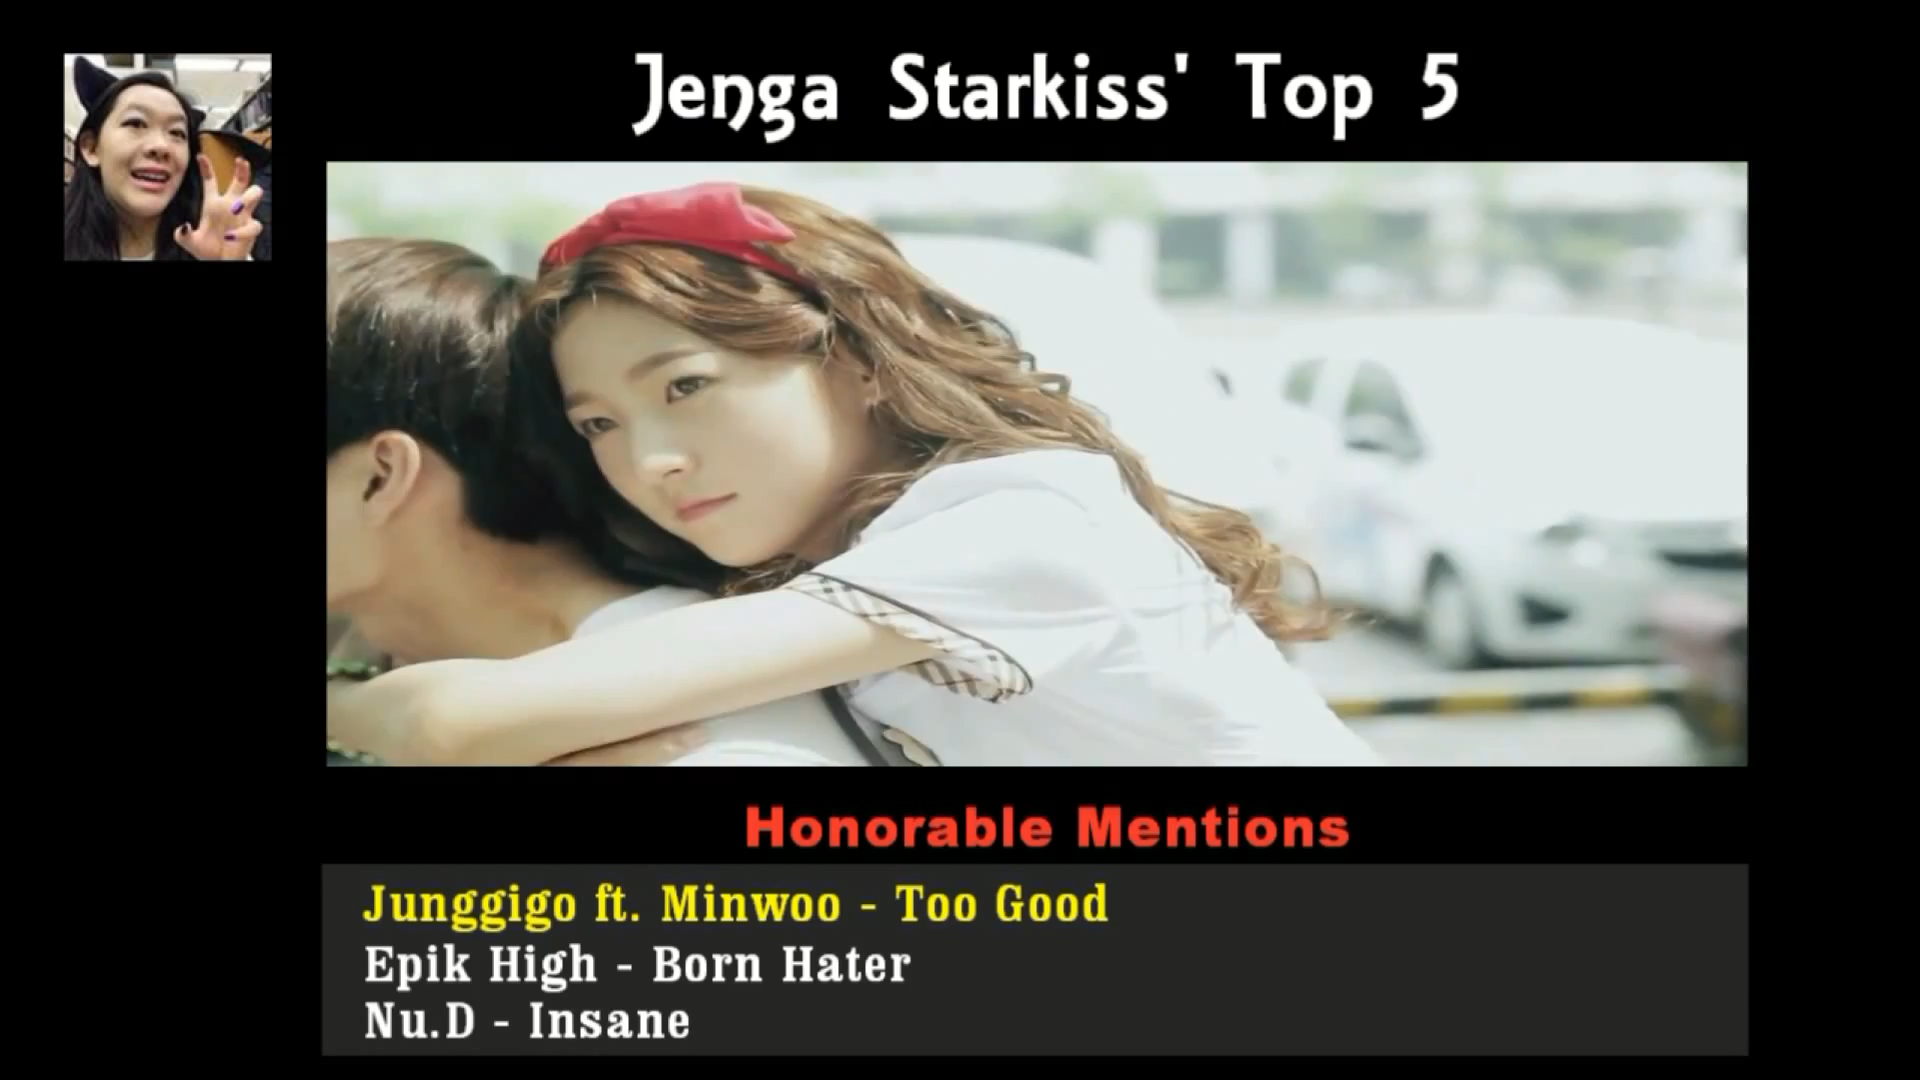 Jenga Starkiss' Top 5
Honorable Mentions
Junggigo ft. Minwoo - Too Good
Epik High - Born Hater
Nu.D - Insane